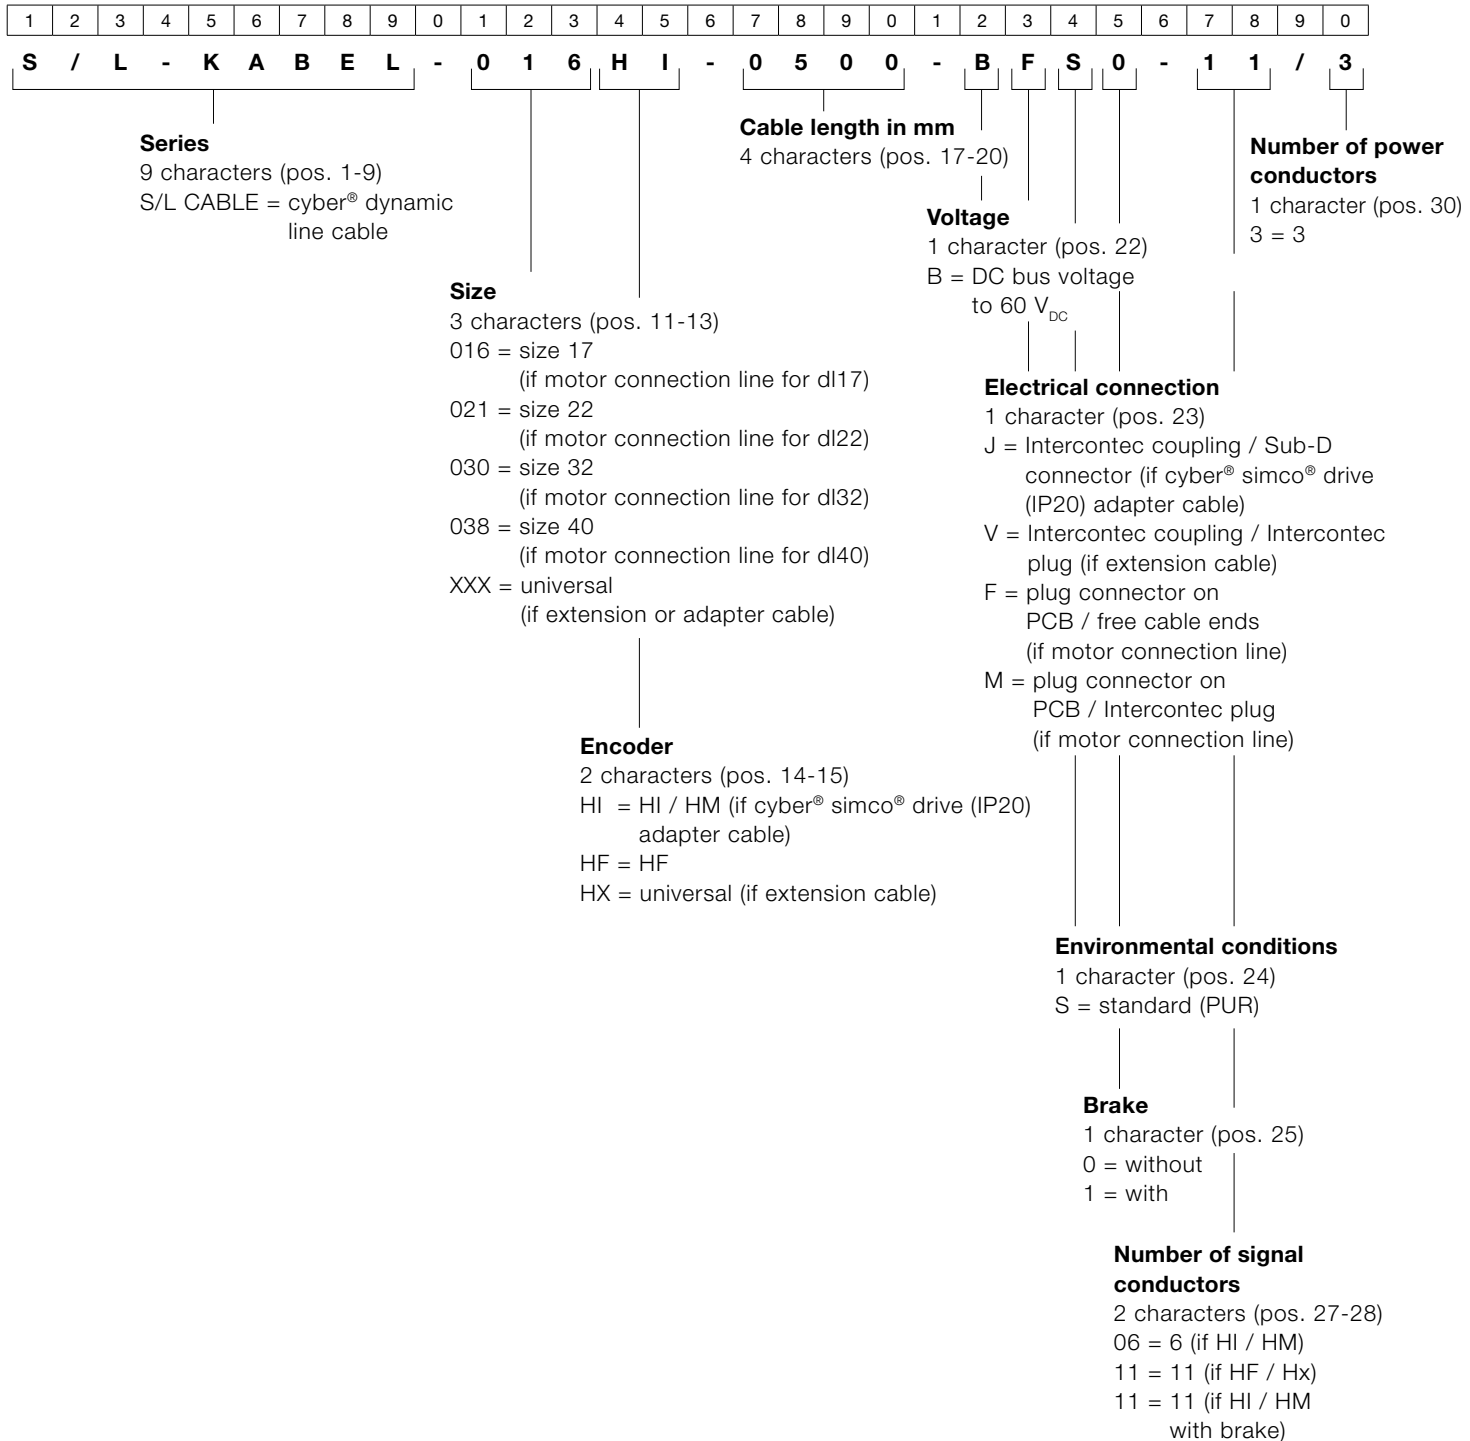 1 2 3 4 5 6 7 8 9 0 1 2 3 4 5 6 7 8 9 0 1 2 3 4 5 6 7 8 9 0
S / L - K A B E L - 0 1 6 H I - 0 5 0 0 - B F S 0 - 1 1 / 3
Series
9 characters (pos. 1-9)
S/L CABLE = cyber® dynamic
line cable
Size
3 characters (pos. 11-13)
016 = size 17
(if motor connection line for dl17)
021 = size 22
(if motor connection line for dl22)
030 = size 32
(if motor connection line for dl32)
038 = size 40
(if motor connection line for dl40)
XXX = universal
(if extension or adapter cable)
Encoder
2 characters (pos. 14-15)
HI = HI / HM (if cyber® simco® drive (IP20)
adapter cable)
HF = HF
HX = universal (if extension cable)
Cable length in mm
4 characters (pos. 17-20)
Voltage
1 character (pos. 22)
B = DC bus voltage
to 60 VDC
Electrical connection
1 character (pos. 23)
J = Intercontec coupling / Sub-D
connector (if cyber® simco® drive
(IP20) adapter cable)
V = Intercontec coupling / Intercontec
plug (if extension cable)
F = plug connector on
PCB / free cable ends
(if motor connection line)
M = plug connector on
PCB / Intercontec plug
(if motor connection line)
Environmental conditions
1 character (pos. 24)
S = standard (PUR)
Brake
1 character (pos. 25)
0 = without
1 = with
Number of signal
conductors
2 characters (pos. 27-28)
06 = 6 (if HI / HM)
11 = 11 (if HF / Hx)
11 = 11 (if HI / HM
with brake)
Number of power
conductors
1 character (pos. 30)
3 = 3